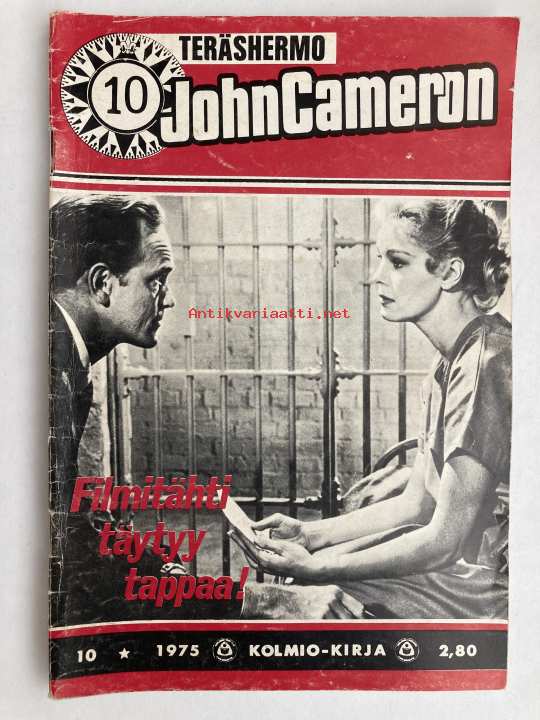 TERÄSHERMO
10
JohnCameron
Antikvariaatti.net
Filmitähti
täytyy
tappaa!
10 ★ 1975 KOLMIO-KIRJA 2,80